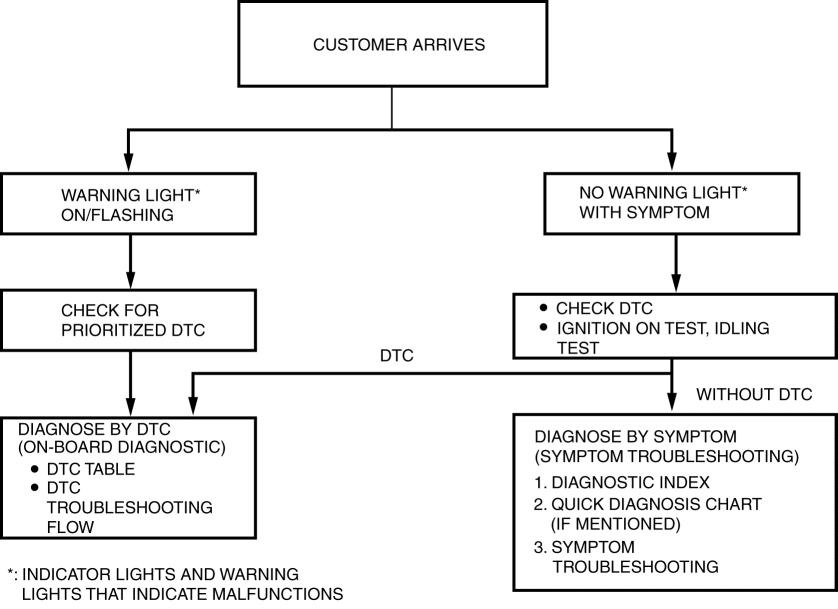 CUSTOMER ARRIVES
WARNING LIGHT*
ON/FLASHING
NO WARNING LIGHT*
WITH SYMPTOM
CHECK FOR
PRIORITIZED DTC
• CHECK DTC
• IGNITION ON TEST, IDLING
TEST
DTC
WITHOUT DTC
DIAGNOSE BY DTC
(ON-BOARD DIAGNOSTIC)
• DTC TABLE
• DTC
TROUBLESHOOTING
FLOW
DIAGNOSE BY SYMPTOM
(SYMPTOM TROUBLESHOOTING)
1. DIAGNOSTIC INDEX
2. QUICK DIAGNOSIS CHART
(IF MENTIONED)
3. SYMPTOM
TROUBLESHOOTING
*: INDICATOR LIGHTS AND WARNING
LIGHTS THAT INDICATE MALFUNCTIONS